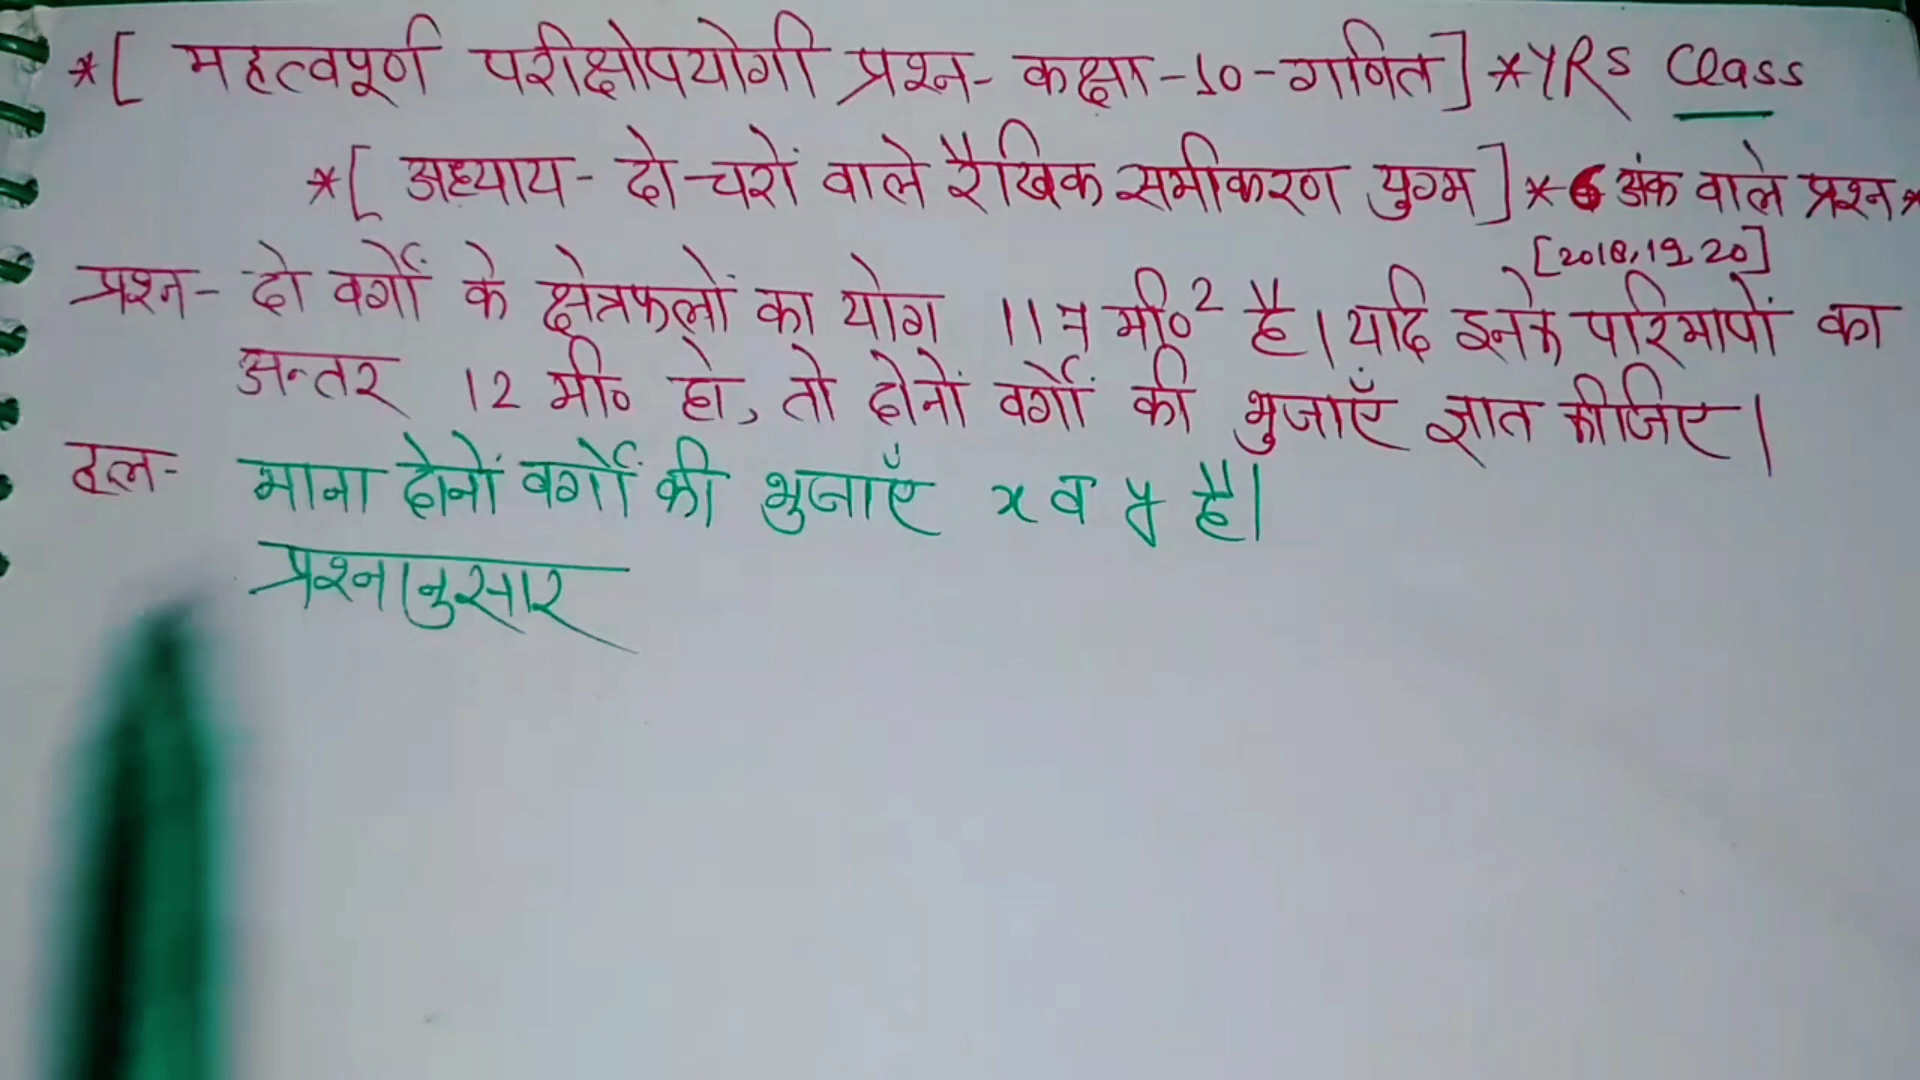 *[ महत्वपूर्ण परीक्षोपयोगी प्रश्न- कक्षा-10-गणित] *YRS Class
*[ अध्याय- दो-चरों वाले रैखिक समीकरण युग्म] *6 अंक वाले प्रश्न*
[2018,19,20]
प्रश्न- दो वर्गों के क्षेत्रफलों का योग 117 मी०² है। यदि इनके परिमापों का
अन्तर 12 मी० हो, तो दोनों वर्गों की भुजाएँ ज्ञात कीजिए।
हल- माना दोनों वर्गों की भुजाएँ x व y है।
प्रश्नानुसार